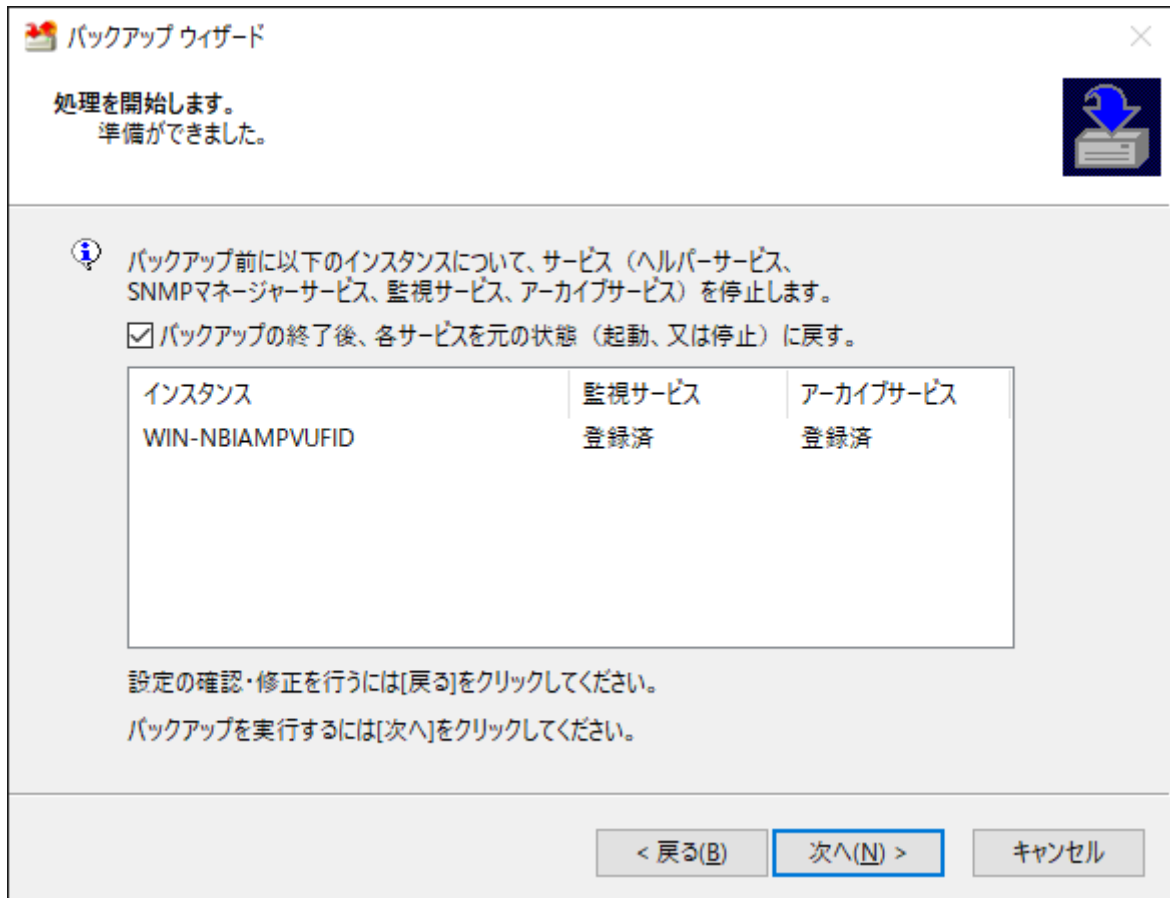 バックアップ ウィザード
処理を開始します。
準備ができました。
バックアップ前に以下のインスタンスについて、サービス（ヘルパーサービス、
SNMPマネージャーサービス、監視サービス、アーカイブサービス）を停止します。
バックアップの終了後、各サービスを元の状態（起動、又は停止）に戻す。
インスタンス 監視サービス アーカイブサービス
WIN-NBIAMPVUFID 登録済 登録済
設定の確認・修正を行うには[戻る]をクリックしてください。
バックアップを実行するには[次へ]をクリックしてください。
< 戻る(B) 次へ(N) > キャンセル